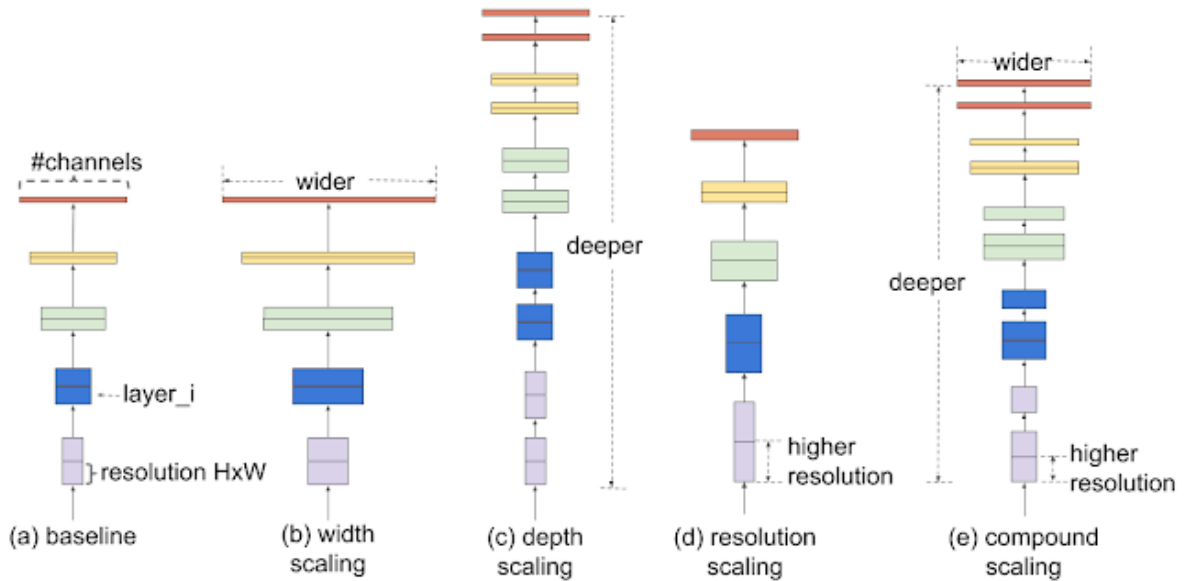 #channels
layer_i
resolution HxW
(a) baseline
wider
(b) width
scaling
deeper
(c) depth
scaling
higher
resolution
(d) resolution
scaling
wider
deeper
higher
resolution
(e) compound
scaling